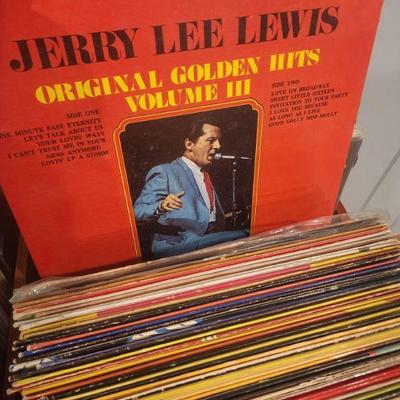 JERRY LEE LEWIS
ORIGINAL GOLDEN HITS
VOLUME III
SIDE ONE
ONE MINUTE PAST ETERNITY
LET'S TALK ABOUT US
YOUR LOVIN' WAYS
I CAN'T TRUST ME IN YOUR
ARMS ANYMORE
LOVIN' UP A STORM
SIDE TWO
LOVE ON BROADWAY
SWEET LITTLE SIXTEEN
INVITATION TO YOUR PARTY
I LOVE YOU BECAUSE
AS LONG AS I LIVE
GOOD GOLLY MISS MOLLY